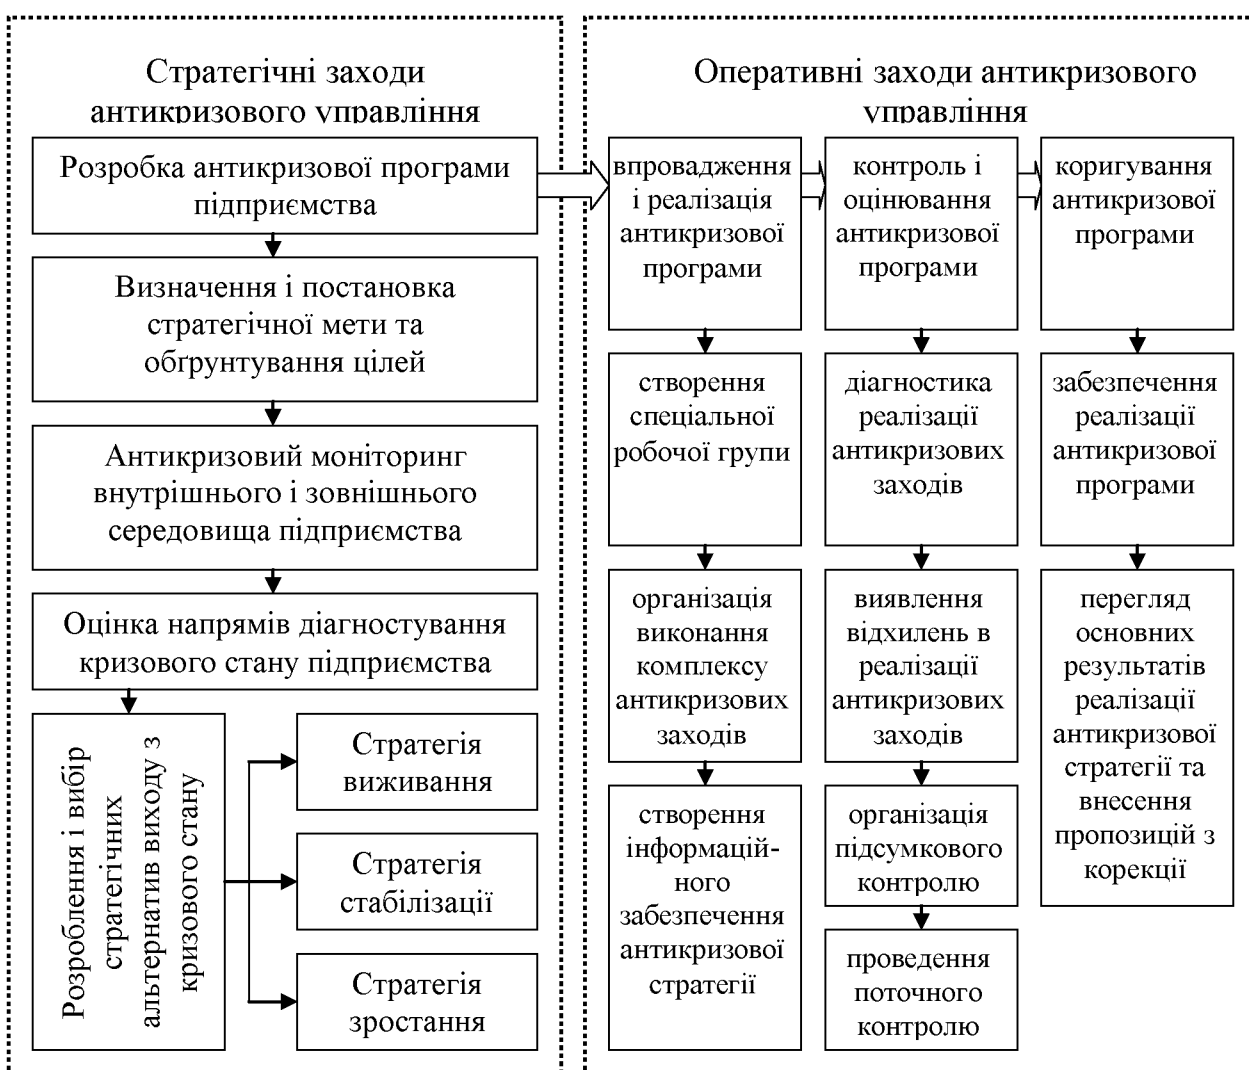 Стратегічні заходи
антикризового управління
Розробка антикризової програми
підприємства
Визначення і постановка
стратегічної мети та
обґрунтування цілей
Антикризовий моніторинг
внутрішнього і зовнішнього
середовища підприємства
Оцінка напрямів діагностування
кризового стану підприємства
Розроблення і вибір
стратегічних
альтернатив виходу з
кризового стану
Стратегія
виживання
Стратегія
стабілізації
Стратегія
зростання
Оперативні заходи антикризового
управління
впровадження
і реалізація
антикризової
програми
створення
спеціальної
робочої групи
організація
виконання
комплексу
антикризових
заходів
створення
інформацій-
ного
забезпечення
антикризової
стратегії
контроль і
оцінювання
антикризової
програми
діагностика
реалізації
антикризових
заходів
виявлення
відхилень в
реалізації
антикризових
заходів
організація
підсумкового
контролю
проведення
поточного
контролю
коригування
антикризової
програми
забезпечення
реалізації
антикризової
програми
перегляд
основних
результатів
реалізації
антикризової
стратегії та
внесення
пропозицій з
корекції